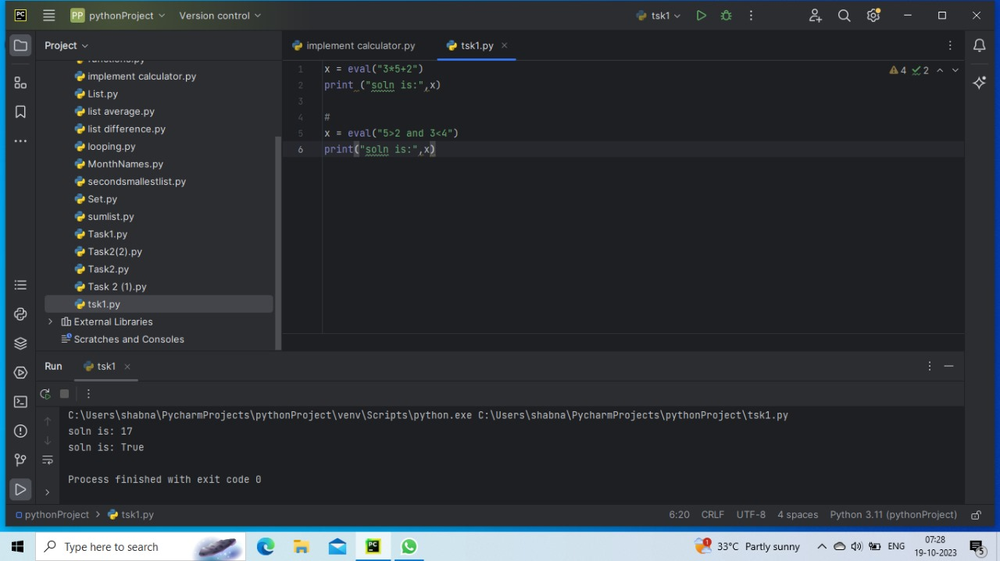 PC
PP pythonProject Version control tsk1
Project implement calculator.py tsk1.py
functions.py
implement calculator.py
List.py
list average.py
list difference.py
looping.py
MonthNames.py
secondsmallestlist.py
Set.py
sumlist.py
Task1.py
Task2(2).py
Task2.py
Task 2 (1).py
tsk1.py
External Libraries
Scratches and Consoles
4 2
1 x = eval("3*5+2")
2 print ("soln is:",x)
3
4 #
5 x = eval("5>2 and 3<4")
6 print("soln is:",x)
Run tsk1
C:\Users\shabna\PycharmProjects\pythonProject\venv\Scripts\python.exe C:\Users\shabna\PycharmProjects\pythonProject\tsk1.py
soln is: 17
soln is: True
Process finished with exit code 0
pythonProject > tsk1.py 6:20 CRLF UTF-8 4 spaces Python 3.11 (pythonProject)
Type here to search PC 1 33°C Partly sunny ENG 07:28
19-10-2023 5